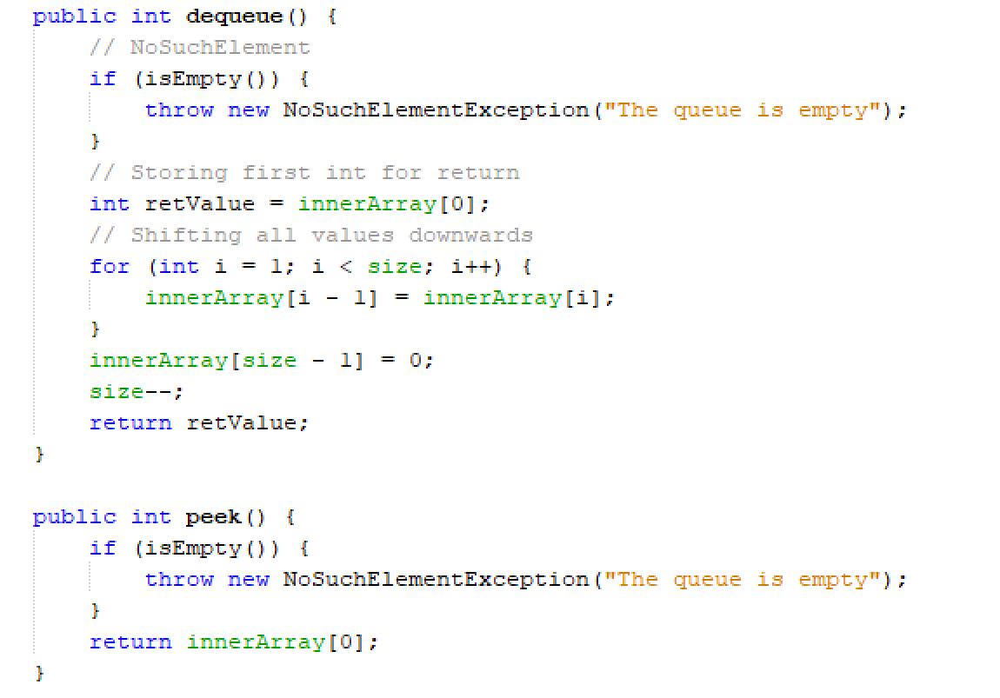 public int dequeue() {
    // NoSuchElement
    if (isEmpty()) {
        throw new NoSuchElementException("The queue is empty");
    }
    // Storing first int for return
    int retValue = innerArray[0];
    // Shifting all values downwards
    for (int i = 1; i < size; i++) {
        innerArray[i - 1] = innerArray[i];
    }
    innerArray[size - 1] = 0;
    size--;
    return retValue;
}

public int peek() {
    if (isEmpty()) {
        throw new NoSuchElementException("The queue is empty");
    }
    return innerArray[0];
}